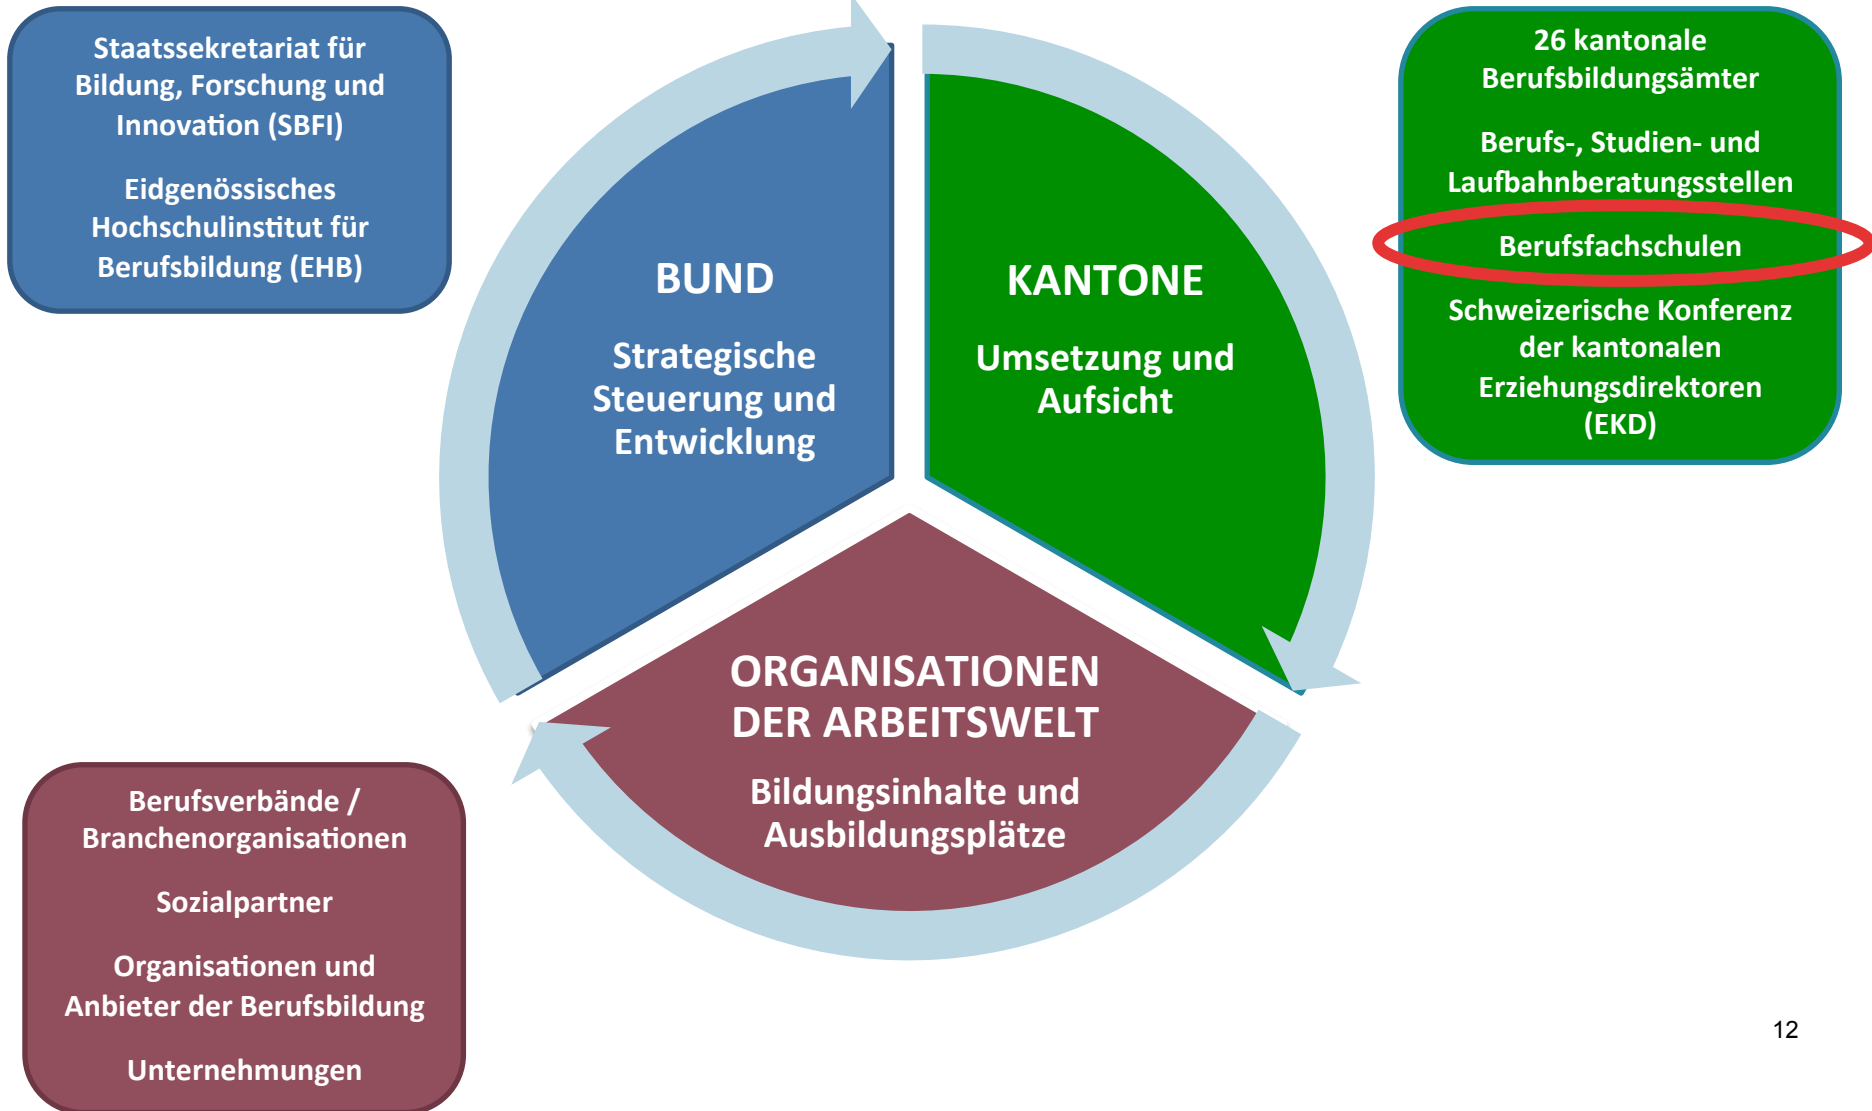 Staatssekretariat für
Bildung, Forschung und
Innovation (SBFI)
Eidgenössisches
Hochschulinstitut für
Berufsbildung (EHB)
BUND
Strategische
Steuerung und
Entwicklung
KANTONE
Umsetzung und
Aufsicht
26 kantonale
Berufsbildungsämter
Berufs-, Studien- und
Laufbahnberatungsstellen
Berufsfachschulen
Schweizerische Konferenz
der kantonalen
Erziehungsdirektoren
(EKD)
ORGANISATIONEN
DER ARBEITSWELT
Bildungsinhalte und
Ausbildungsplätze
Berufsverbände /
Branchenorganisationen
Sozialpartner
Organisationen und
Anbieter der Berufsbildung
Unternehmungen
12